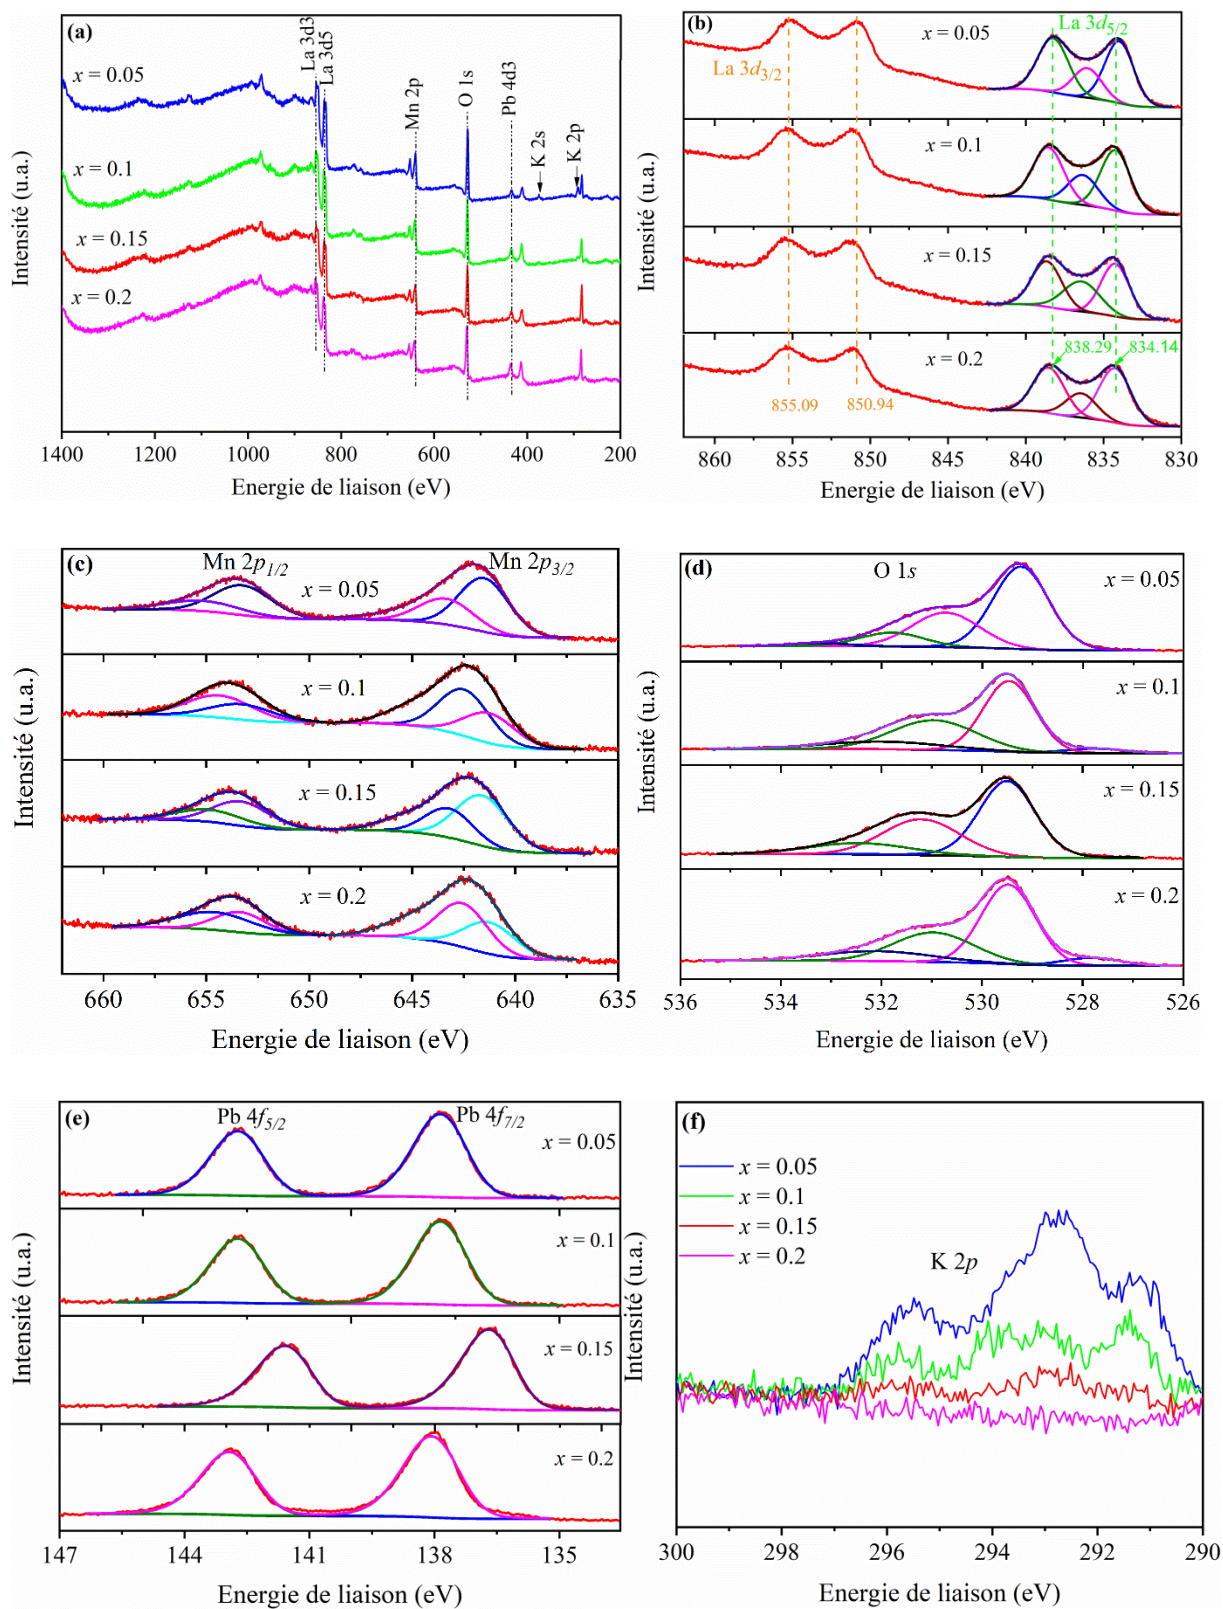 (a)
La 3d3
La 3d5
Mn 2p
O 1s
Pb 4d3
K 2s
K 2p
x = 0.05
x = 0.1
x = 0.15
x = 0.2
Intensité (u.a.)
1400 1200 1000 800 600 400 200
Energie de liaison (eV)
(b)
La 3d3/2
La 3d5/2
x = 0.05
x = 0.1
x = 0.15
x = 0.2
838.29
834.14
855.09
850.94
Intensité (u.a.)
860 855 850 845 840 835 830
Energie de liaison (eV)
(c)
Mn 2p1/2
Mn 2p3/2
x = 0.05
x = 0.1
x = 0.15
x = 0.2
Intensité (u.a.)
660 655 650 645 640 635
Energie de liaison (eV)
(d)
O 1s
x = 0.05
x = 0.1
x = 0.15
x = 0.2
Intensité (u.a.)
536 534 532 530 528 526
Energie de liaison (eV)
(e)
Pb 4f5/2
Pb 4f7/2
x = 0.05
x = 0.1
x = 0.15
x = 0.2
Intensité (u.a.)
147 144 141 138 135
Energie de liaison (eV)
(f)
x = 0.05
x = 0.1
x = 0.15
x = 0.2
K 2p
Intensité (u.a.)
300 298 296 294 292 290
Energie de liaison (eV)